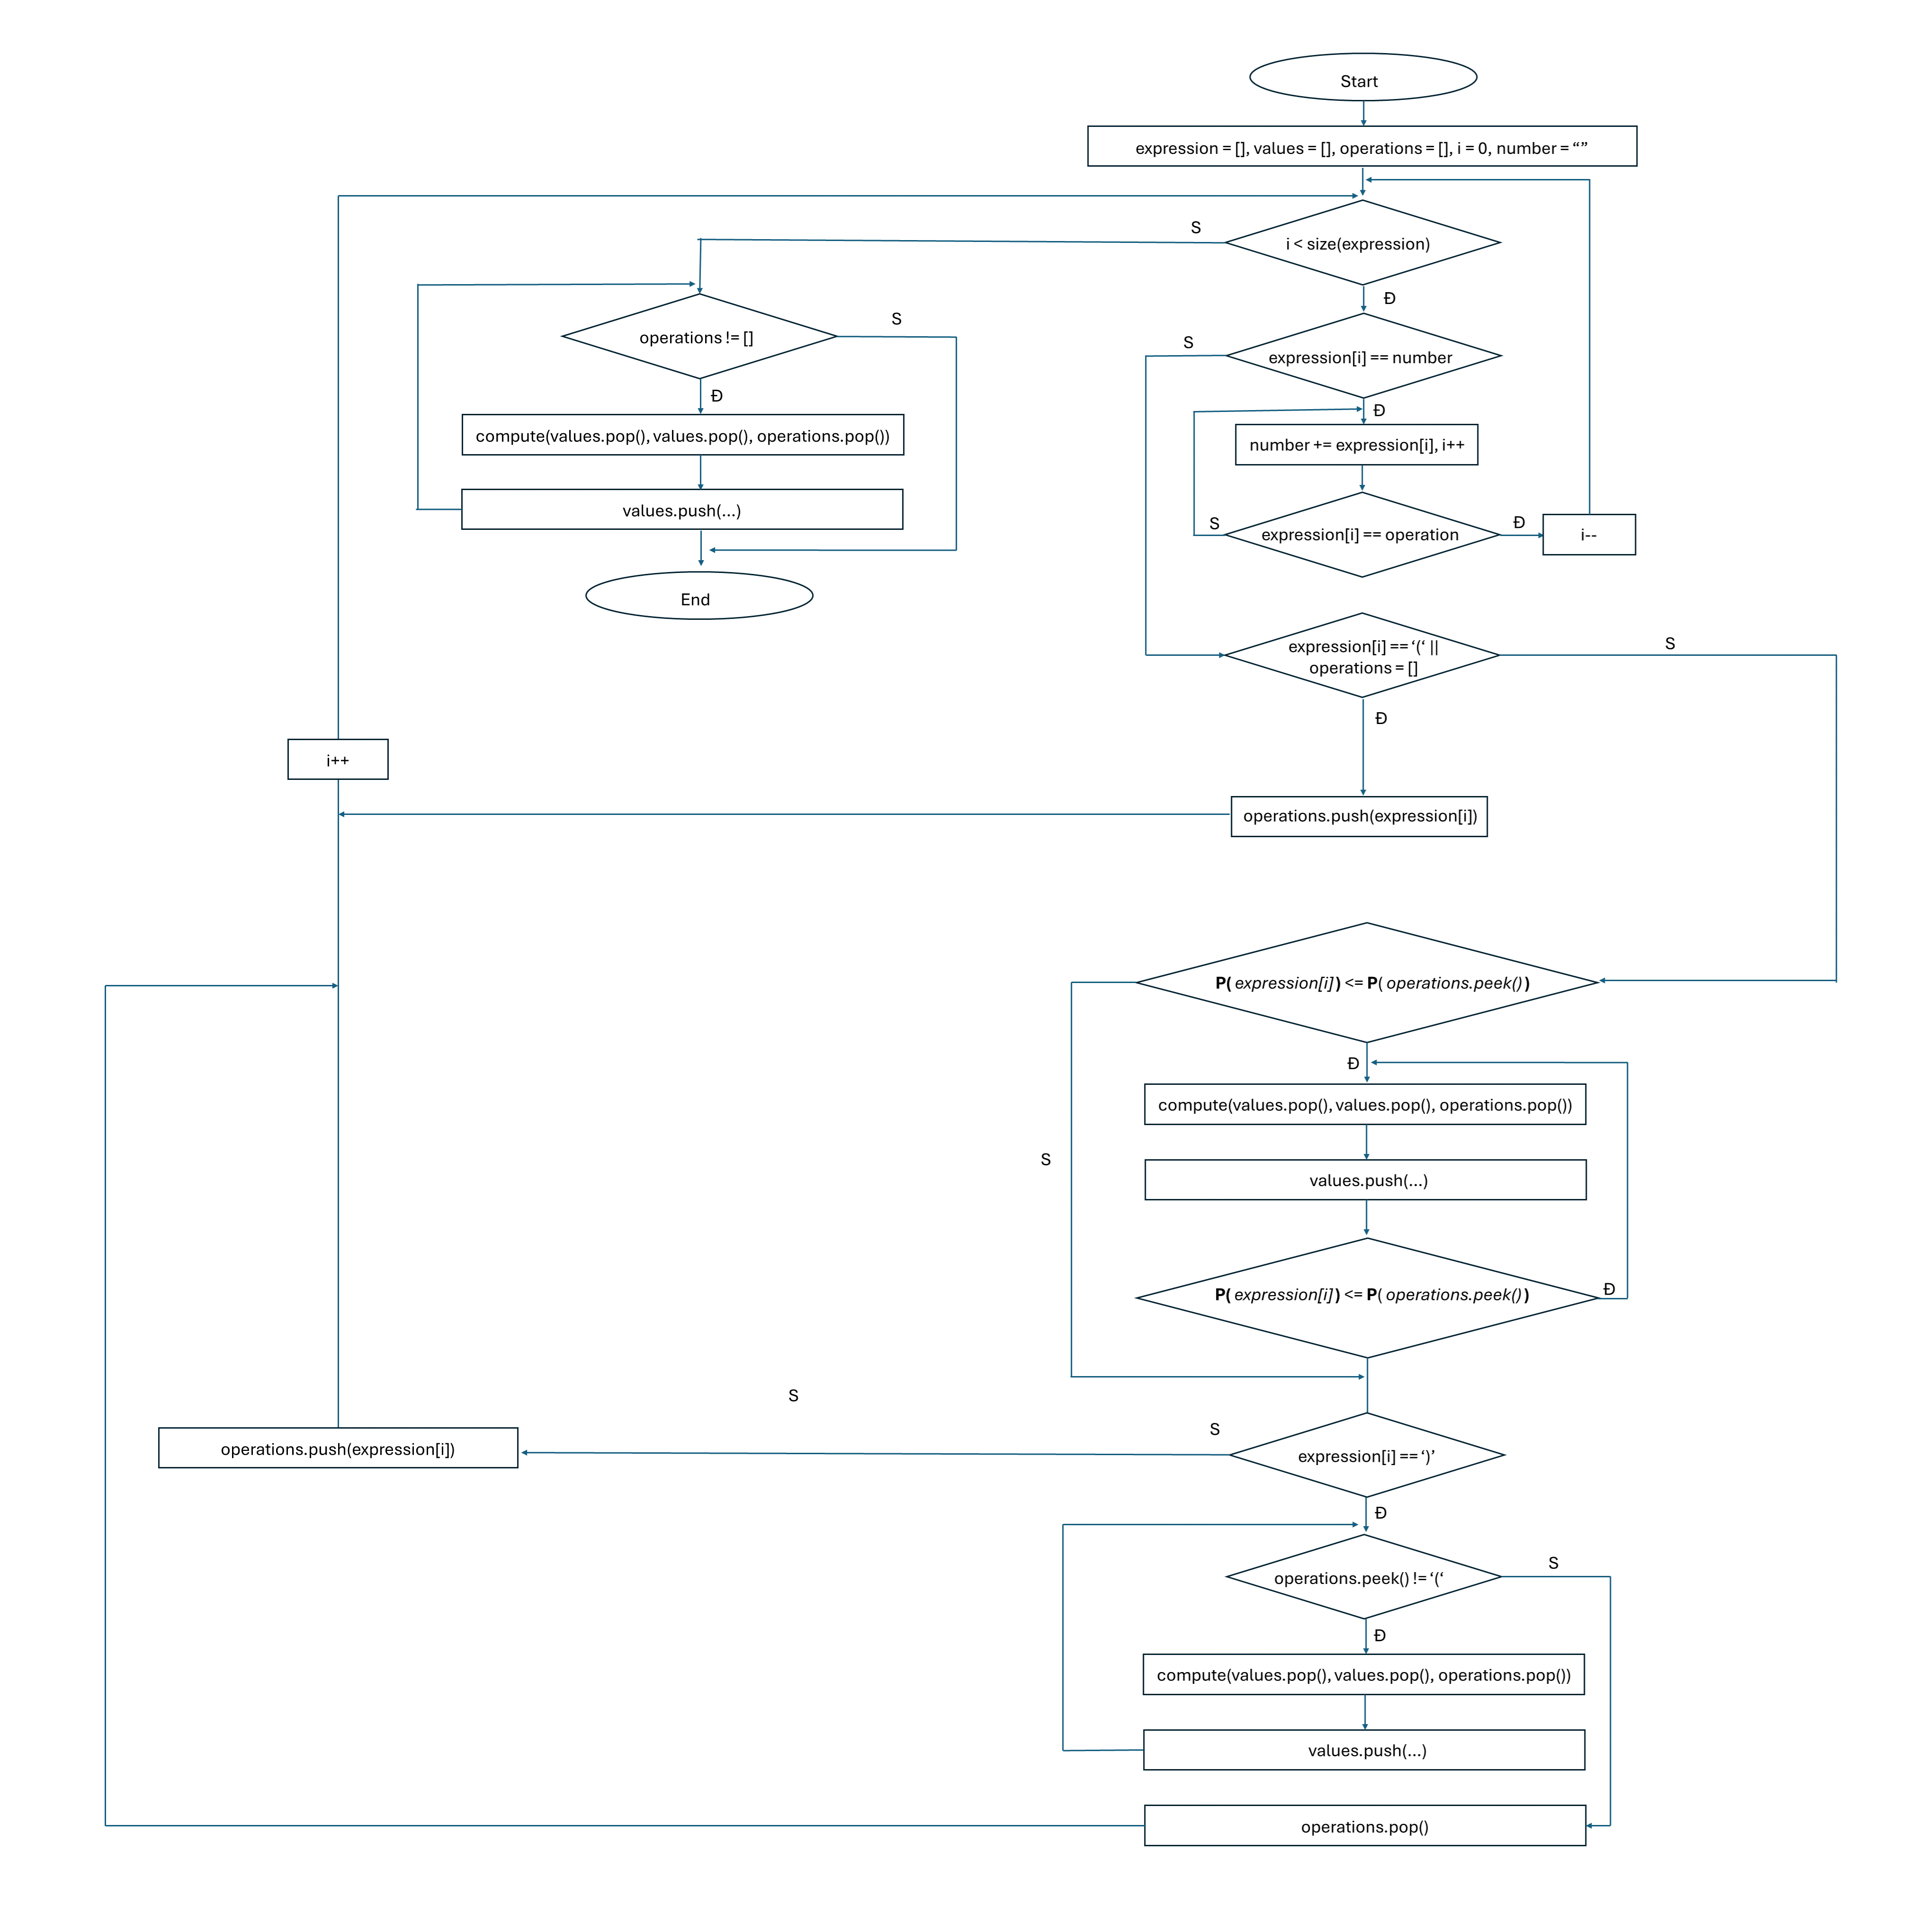 Start
expression = [], values = [], operations = [], i = 0, number = “”
S
i < size(expression)
Đ
operations != []
S
Đ
compute(values.pop(), values.pop(), operations.pop())
values.push(…)
End
S
expression[i] == number
Đ
number += expression[i], i++
S
expression[i] == operation
Đ
i--
expression[i] == ‘(‘ ||
operations = []
S
Đ
i++
operations.push(expression[i])
P( expression[i]) <= P( operations.peek())
Đ
S
compute(values.pop(), values.pop(), operations.pop())
values.push(…)
P( expression[i]) <= P( operations.peek())
Đ
S
S
operations.push(expression[i])
expression[i] == ‘)’
Đ
operations.peek() != ‘(‘
S
Đ
compute(values.pop(), values.pop(), operations.pop())
values.push(…)
operations.pop()